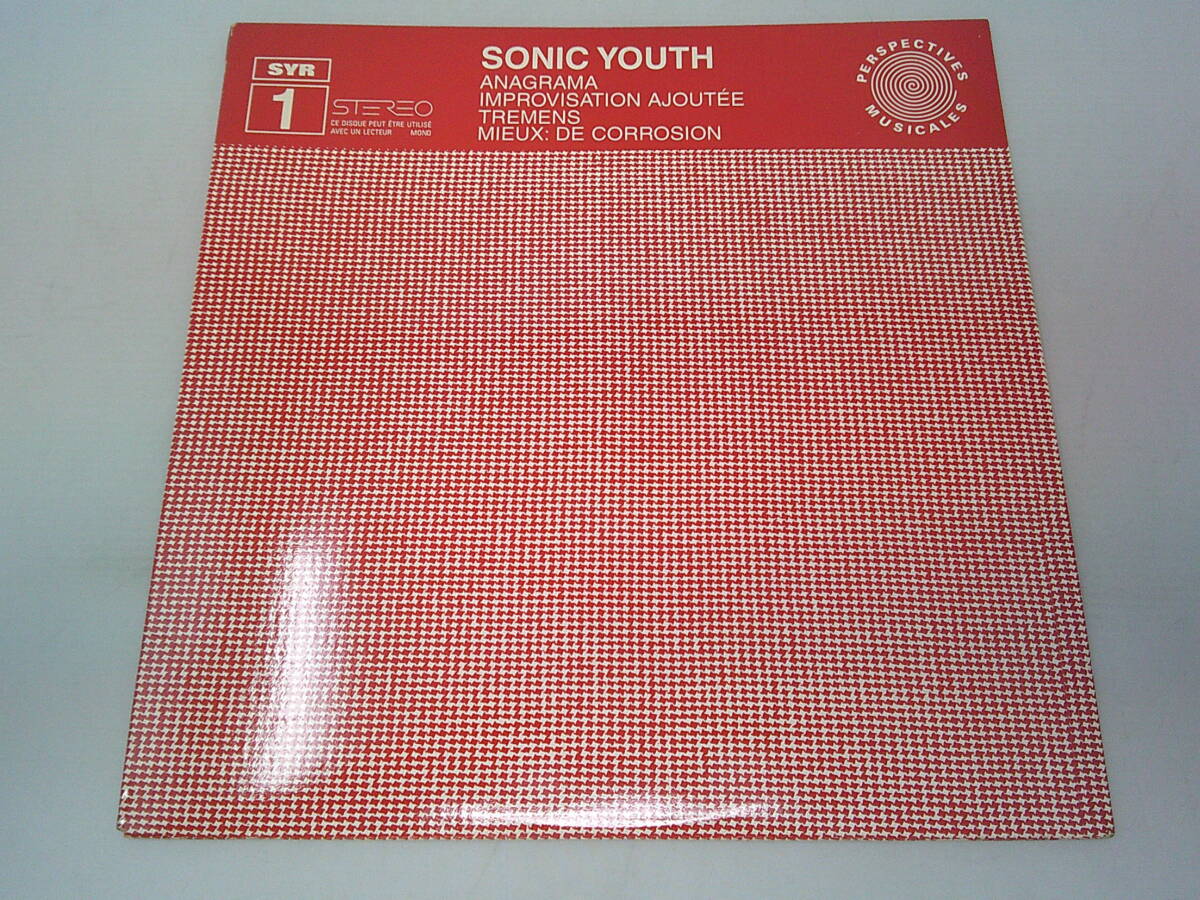 SYR
1
STEREO
CE DISQUE PEUT ÊTRE UTILISÉ
AVEC UN LECTEUR MONO
SONIC YOUTH
ANAGRAMA
IMPROVISATION AJOUTÉE
TREMENS
MIEUX: DE CORROSION
PERSPECTIVES
MUSICALES